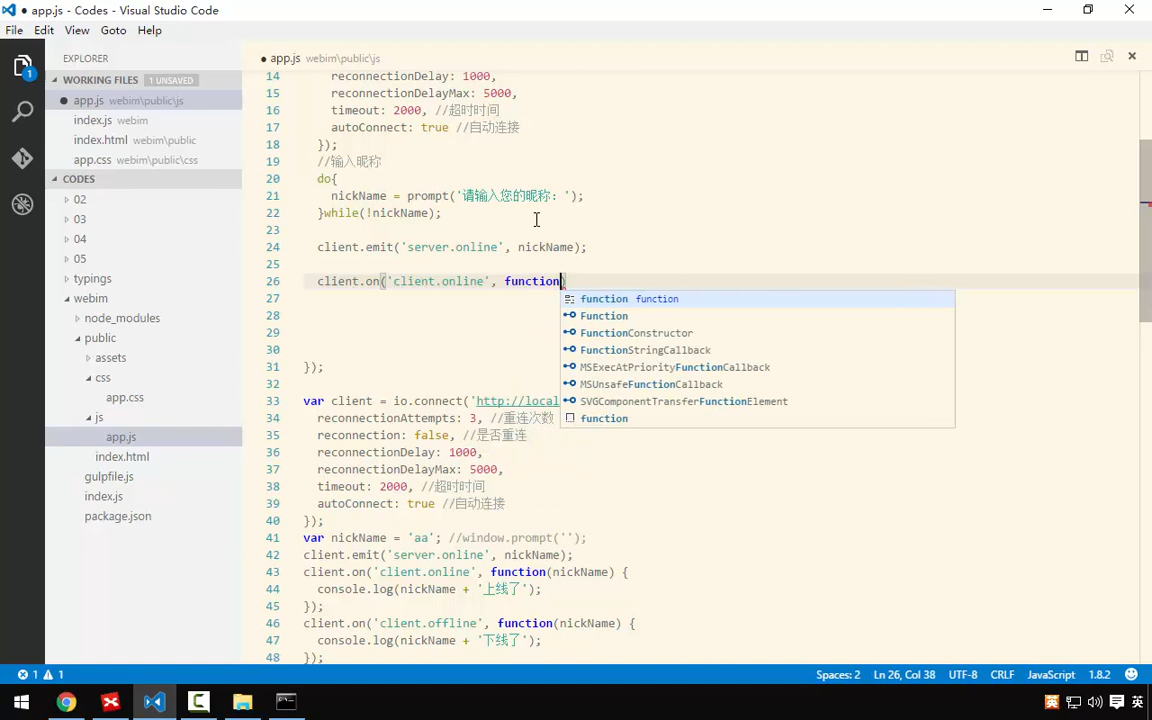 app.js - Codes - Visual Studio Code
File Edit View Goto Help
EXPLORER
WORKING FILES 1 UNSAVED
app.js webim\public\js
index.js webim
index.html webim\public
app.css webim\public\css
CODES
02
03
04
05
typings
webim
node_modules
public
assets
css
app.css
js
app.js
index.html
gulpfile.js
index.js
package.json
1
app.js webim\public\js
14 reconnectionDelay: 1000,
15 reconnectionDelayMax: 5000,
16 timeout: 2000, //超时时间
17 autoConnect: true //自动连接
18 });
19 //输入昵称
20 do{
21 nickName = prompt('请输入您的昵称: ');
22 }while(!nickName);
23
24 client.emit('server.online', nickName);
25
26 client.on('client.online', function)
27
28
29
30
31 });
32
33 var client = io.connect('http://local
34 reconnectionAttempts: 3, //重连次数
35 reconnection: false, //是否重连
36 reconnectionDelay: 1000,
37 reconnectionDelayMax: 5000,
38 timeout: 2000, //超时时间
39 autoConnect: true //自动连接
40 });
41 var nickName = 'aa'; //window.prompt('');
42 client.emit('server.online', nickName);
43 client.on('client.online', function(nickName) {
44 console.log(nickName + '上线了');
45 });
46 client.on('client.offline', function(nickName) {
47 console.log(nickName + '下线了');
48 });
function function
Function
FunctionConstructor
FunctionStringCallback
MSExecAtPriorityFunctionCallback
MSUnsafeFunctionCallback
SVGComponentTransferFunctionElement
function
1 1 Spaces: 2 Ln 26, Col 38 UTF-8 CRLF JavaScript 1.8.2
英